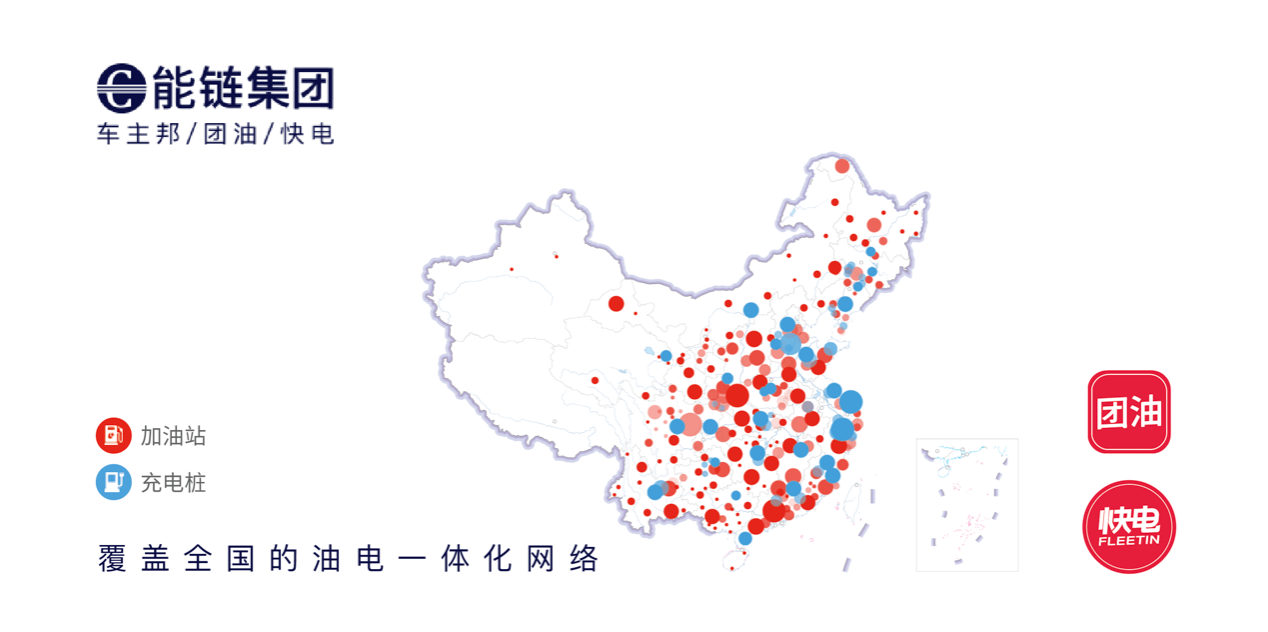 能链集团
车主邦/团油/快电
加油站
充电桩
覆盖全国的油电一体化网络
团油
快电
FLEETIN